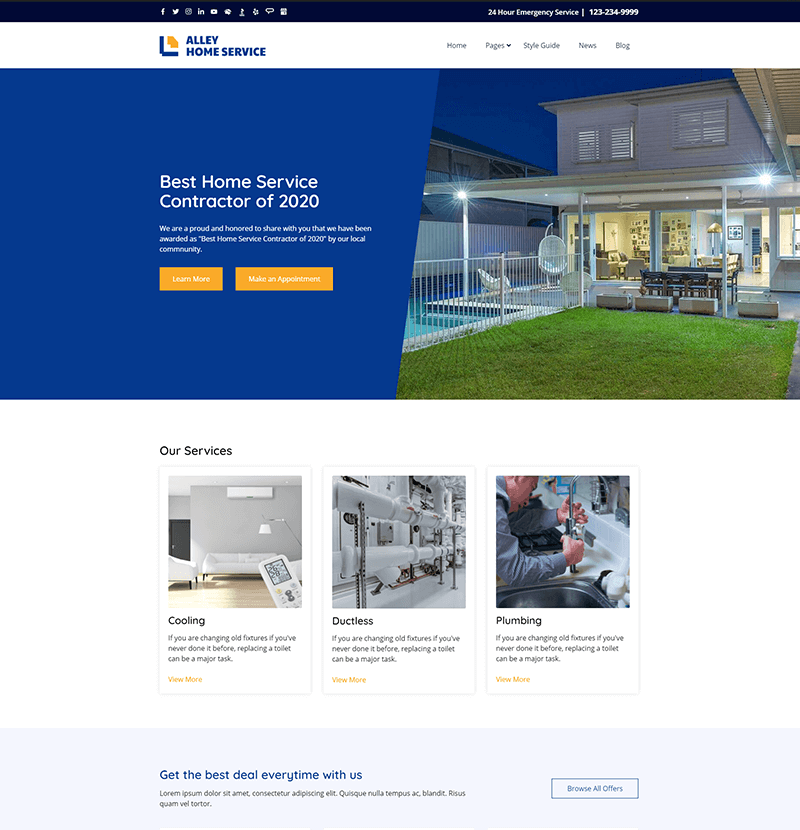 24 Hour Emergency Service | 123-234-9999
ALLEY
HOME SERVICE
Home Pages Style Guide News Blog
Best Home Service
Contractor of 2020
We are a proud and honored to share with you that we have been
awarded as "Best Home Service Contractor of 2020" by our local
commnunity.
Learn More Make an Appointment
Our Services
Cooling
If you are changing old fixtures if you've
never done it before, replacing a toilet
can be a major task.
View More
Ductless
If you are changing old fixtures if you've
never done it before, replacing a toilet
can be a major task.
View More
Plumbing
If you are changing old fixtures if you've
never done it before, replacing a toilet
can be a major task.
View More
Get the best deal everytime with us
Lorem ipsum dolor sit amet, consectetur adipiscing elit. Quisque nulla tempus ac, blandit. Risus
quam vel tortor.
Browse All Offers